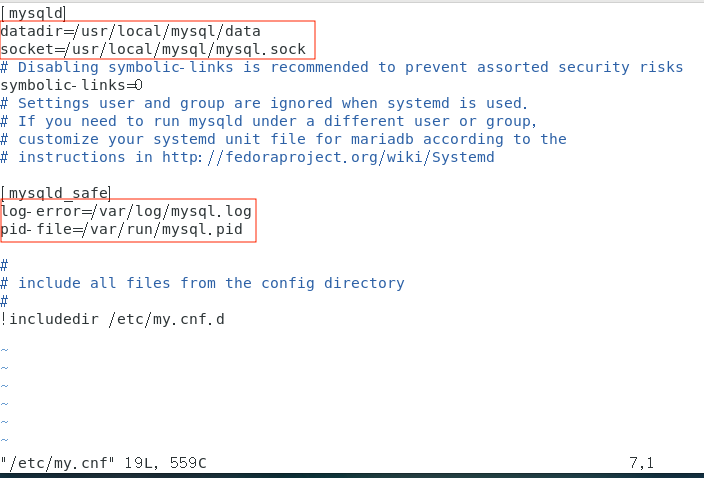 [mysqld]
datadir=/usr/local/mysql/data
socket=/usr/local/mysql/mysql.sock
# Disabling symbolic-links is recommended to prevent assorted security risks
symbolic-links=0
# Settings user and group are ignored when systemd is used.
# If you need to run mysqld under a different user or group,
# customize your systemd unit file for mariadb according to the
# instructions in http://fedoraproject.org/wiki/Systemd
[mysqld_safe]
log-error=/var/log/mysql.log
pid-file=/var/run/mysql.pid
#
# include all files from the config directory
#
!includedir /etc/my.cnf.d
~
~
~
~
~
~
"/etc/my.cnf" 19L, 559C 7,1